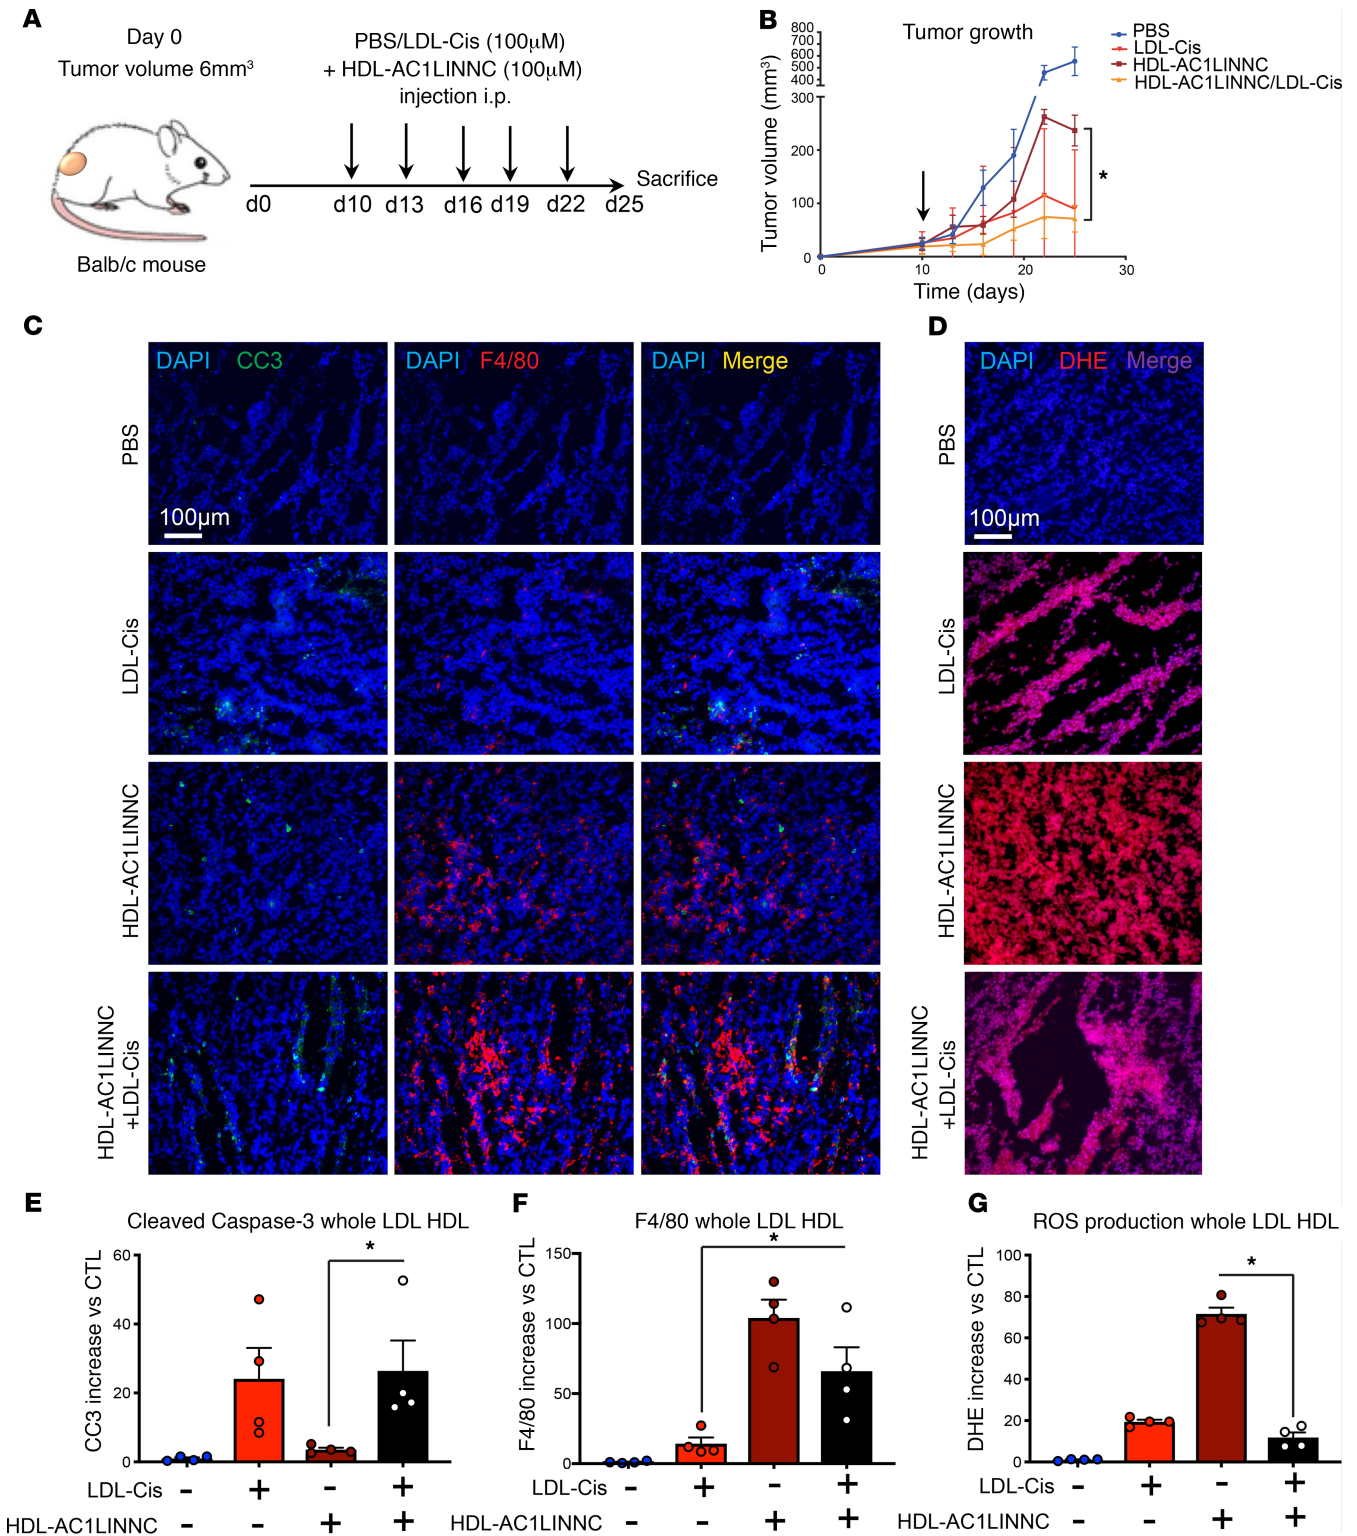 A
Day 0
Tumor volume 6mm³
PBS/LDL-Cis (100µM)
+ HDL-AC1LINNC (100µM)
injection i.p.
d0 d10 d13 d16 d19 d22 d25
Sacrifice
Balb/c mouse
B
Tumor growth
PBS
LDL-Cis
HDL-AC1LINNC
HDL-AC1LINNC/LDL-Cis
Tumor volume (mm³)
800
700
600
500
400
300
200
100
0
*
0 10 20 30
Time (days)
C
DAPI CC3
DAPI F4/80
DAPI Merge
PBS
100µm
LDL-Cis
HDL-AC1LINNC
HDL-AC1LINNC
+LDL-Cis
D
DAPI DHE Merge
PBS
100µm
LDL-Cis
HDL-AC1LINNC
HDL-AC1LINNC
+LDL-Cis
E
Cleaved Caspase-3 whole LDL HDL
CC3 increase vs CTL
60
40
20
0
*
LDL-Cis - + - +
HDL-AC1LINNC - - + +
F
F4/80 whole LDL HDL
F4/80 increase vs CTL
150
100
50
0
*
LDL-Cis - + - +
HDL-AC1LINNC - - + +
G
ROS production whole LDL HDL
DHE increase vs CTL
100
80
60
40
20
0
*
LDL-Cis - + - +
HDL-AC1LINNC - - + +